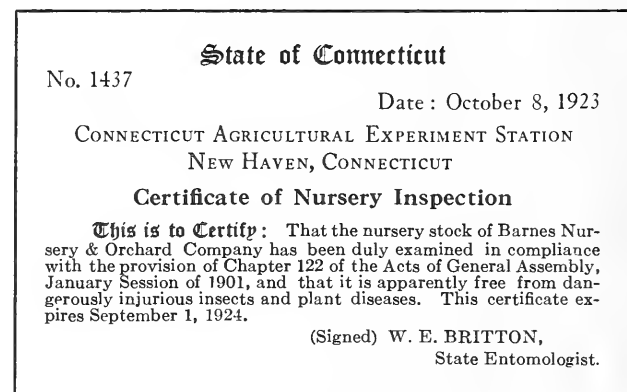 State of Connecticut
No. 1437
Date: October 8, 1923
Connecticut Agricultural Experiment Station
New Haven, Connecticut
Certificate of Nursery Inspection
This is to Certify: That the nursery stock of Barnes Nur-
sery & Orchard Company has been duly examined in compliance
with the provision of Chapter 122 of the Acts of General Assembly,
January Session of 1901, and that it is apparently free from dan-
gerously injurious insects and plant diseases. This certificate ex-
pires September 1, 1924.
(Signed) W. E. BRITTON,
State Entomologist.